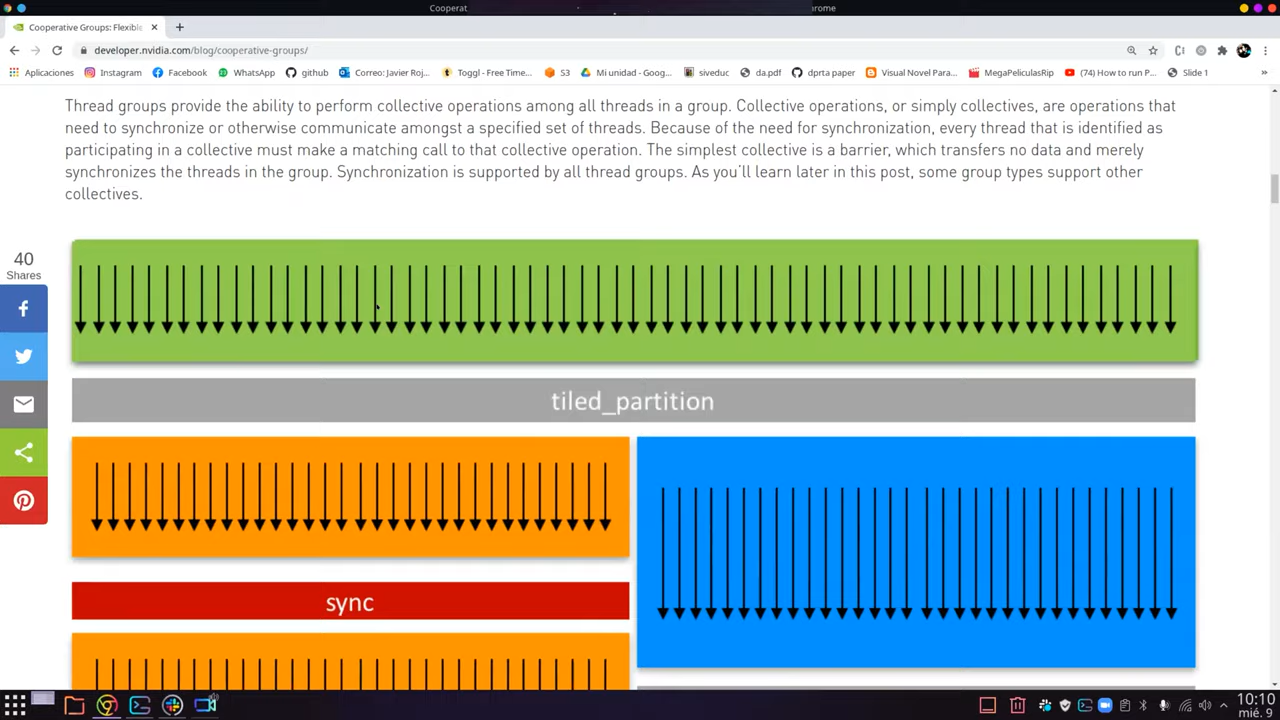 Cooperat
hrome
Cooperative Groups: Flexibl
developer.nvidia.com/blog/cooperative-groups/
Aplicaciones Instagram Facebook WhatsApp github Correo: Javier Roj... Toggl - Free Time... S3 Mi unidad - Goog... siveduc da.pdf dprta paper Visual Novel Para... MegaPeliculasRip (74) How to run P... Slide 1 »
Thread groups provide the ability to perform collective operations among all threads in a group. Collective operations, or simply collectives, are operations that
need to synchronize or otherwise communicate amongst a specified set of threads. Because of the need for synchronization, every thread that is identified as
participating in a collective must make a matching call to that collective operation. The simplest collective is a barrier, which transfers no data and merely
synchronizes the threads in the group. Synchronization is supported by all thread groups. As you'll learn later in this post, some group types support other
collectives.
40
Shares
tiled_partition
sync
10:10
mié. 9